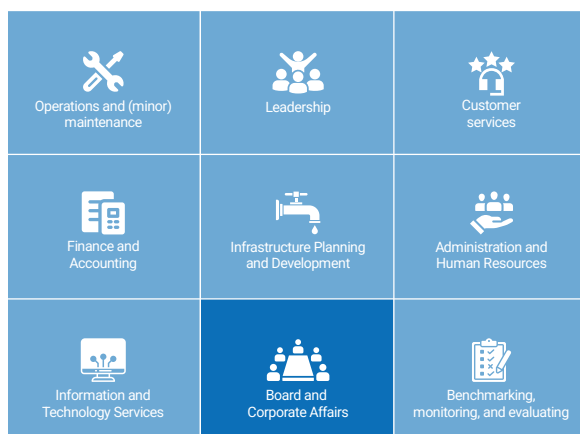 Operations and (minor)
maintenance
Leadership
Customer
services
Finance and
Accounting
Infrastructure Planning
and Development
Administration and
Human Resources
Information and
Technology Services
Board and
Corporate Affairs
Benchmarking,
monitoring, and evaluating